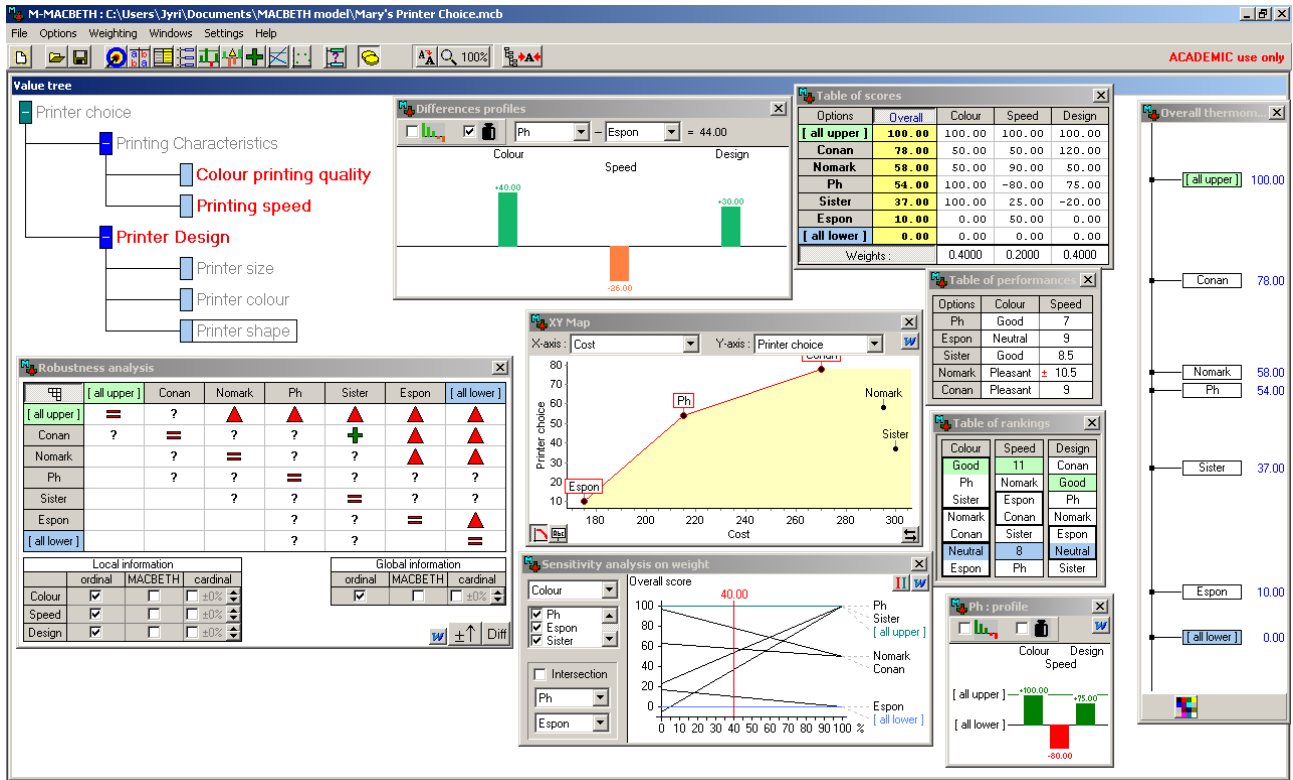 M-MACBETH : C:\Users\Jyri\Documents\MACBETH model\Mary's Printer Choice.mcb
File Options Weighting Windows Settings Help
100%
ACADEMIC use only
Value tree
Printer choice
Printing Characteristics
Colour printing quality
Printing speed
Printer Design
Printer size
Printer colour
Printer shape
Differences profiles
Ph – Espon = 44.00
Colour Speed Design
+40.00
+30.00
-26.00
Table of scores
Options Overall Colour Speed Design
[ all upper ] 100.00 100.00 100.00 100.00
Conan 78.00 50.00 50.00 120.00
Nomark 58.00 50.00 90.00 50.00
Ph 54.00 100.00 -80.00 75.00
Sister 37.00 100.00 25.00 -20.00
Espon 10.00 0.00 50.00 0.00
[ all lower ] 0.00 0.00 0.00 0.00
Weights : 0.4000 0.2000 0.4000
Overall thermom...
[ all upper ] 100.00
Conan 78.00
Nomark 58.00
Ph 54.00
Sister 37.00
Espon 10.00
[ all lower ] 0.00
Table of performances
Options Colour Speed
Ph Good 7
Espon Neutral 9
Sister Good 8.5
Nomark Pleasant ± 10.5
Conan Pleasant 9
XY Map
X-axis : Cost Y-axis : Printer choice
Printer choice
80
70
60
50
40
30
20
10
Conan
Ph
Nomark
Sister
Espon
180 200 220 240 260 280 300
Cost
Table of rankings
Colour Speed Design
Good 11 Conan
Ph Nomark Good
Sister Espon Ph
Nomark Conan Nomark
Conan Sister Espon
Neutral 8 Neutral
Espon Ph Sister
Robustness analysis
[ all upper ] Conan Nomark Ph Sister Espon [ all lower ]
[ all upper ] = ?
Conan ? = ? ? +
Nomark ? = ? ?
Ph ? ? = ? ? ?
Sister ? ? = ? ?
Espon ? ? =
[ all lower ] ? ? =
Local information
ordinal MACBETH cardinal
Colour ±0%
Speed ±0%
Design ±0%
Global information
ordinal MACBETH cardinal
±0%
W ±↑ Diff
Sensitivity analysis on weight
Colour
Ph
Espon
Sister
Intersection
Ph
Espon
Overall score
40.00
100
80
60
40
20
0
0 10 20 30 40 50 60 70 80 90 100 %
Ph
Sister
[ all upper ]
Nomark
Conan
Espon
[ all lower ]
Ph : profile
Colour Speed Design
[ all upper ]
+100.00
+75.00
[ all lower ]
-80.00